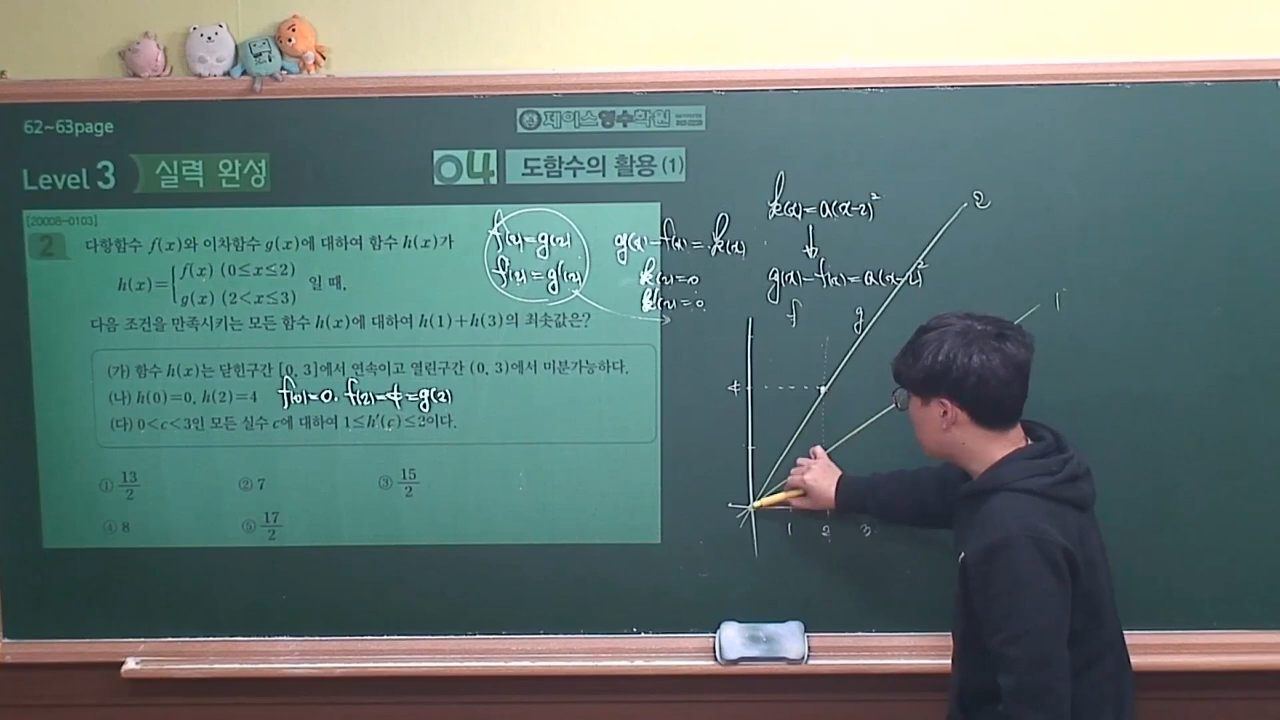 62~63page
제이스영수학원
Level 3 실력 완성
04 도함수의 활용 (1)
[20008-0103]
2 다항함수 f(x)와 이차함수 g(x)에 대하여 함수 h(x)가
h(x)={f(x) (0≤x≤2)
g(x) (2<x≤3) 일 때,
다음 조건을 만족시키는 모든 함수 h(x)에 대하여 h(1)+h(3)의 최솟값은?
(가) 함수 h(x)는 닫힌구간 [0, 3]에서 연속이고 열린구간 (0, 3)에서 미분가능하다.
(나) h(0)=0, h(2)=4
f(0)=0. f(2)=4=g(2)
(다) 0<c<3인 모든 실수 c에 대하여 1≤h′(c)≤2이다.
① 13/2
② 7
③ 15/2
④ 8
⑤ 17/2
f(2)=g(2)
f′(2)=g′(2)
g(x)-f(x)=k(x)
k(2)=0
k′(2)=0.
k(x)=a(x-2)²
g(x)-f(x)=a(x-2)²
f
g
2
1
4
1 2 3